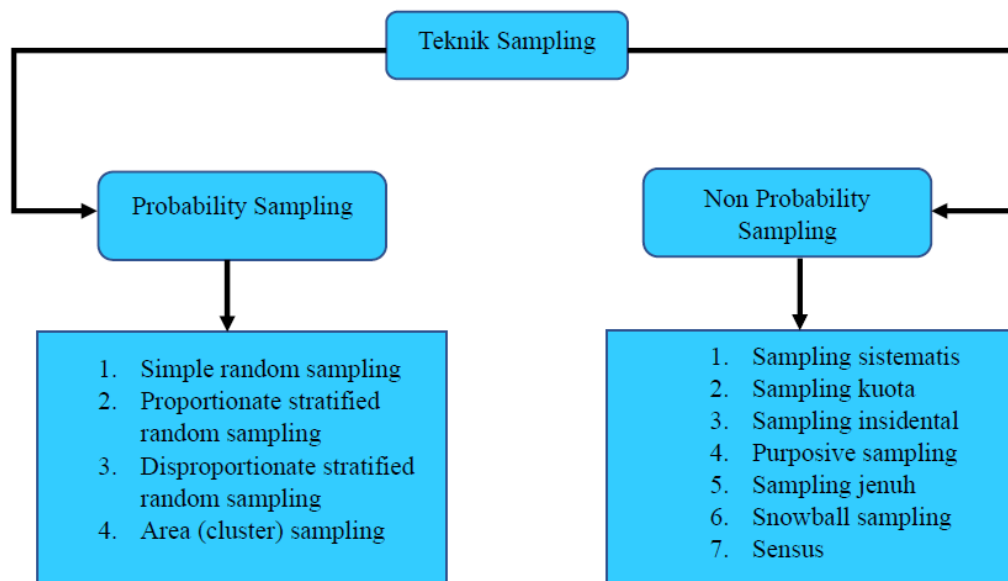 Teknik Sampling
Probability Sampling
Non Probability
Sampling
1. Simple random sampling
2. Proportionate stratified
random sampling
3. Disproportionate stratified
random sampling
4. Area (cluster) sampling
1. Sampling sistematis
2. Sampling kuota
3. Sampling insidental
4. Purposive sampling
5. Sampling jenuh
6. Snowball sampling
7. Sensus